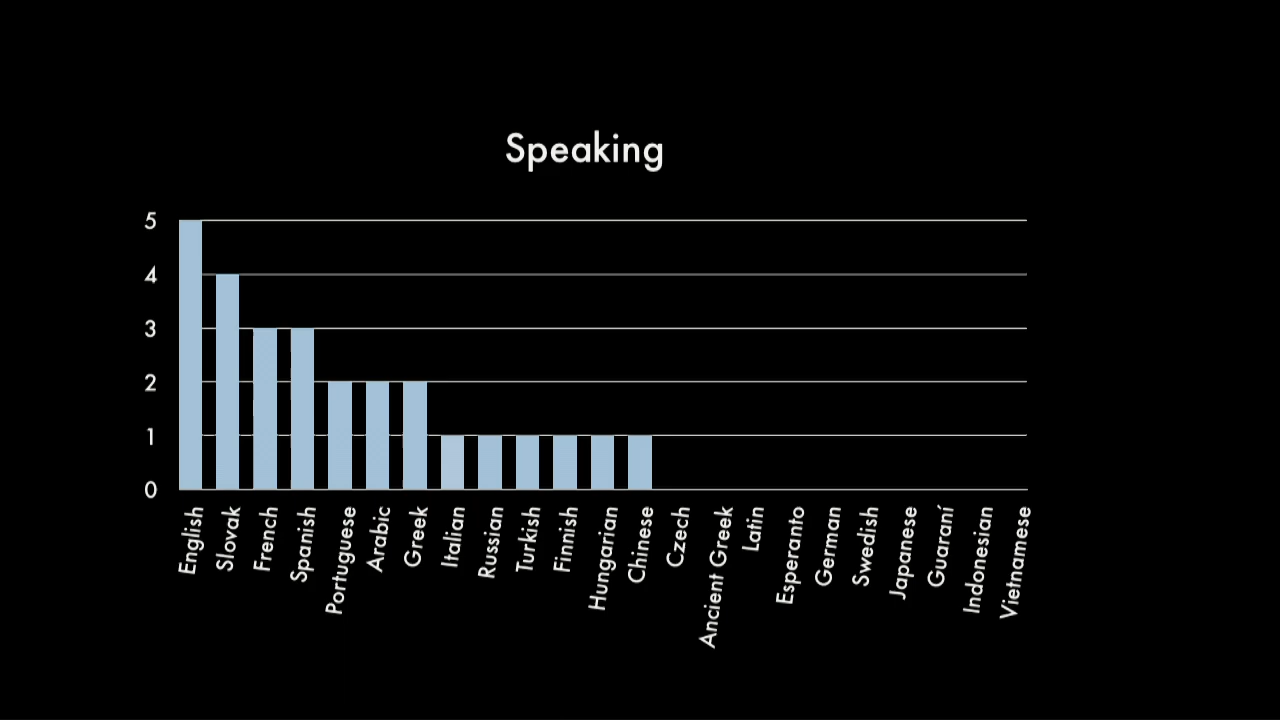 Speaking
5
4
3
2
1
0
English
Slovak
French
Spanish
Portuguese
Arabic
Greek
Italian
Russian
Turkish
Finnish
Hungarian
Chinese
Czech
Ancient Greek
Latin
Esperanto
German
Swedish
Japanese
Guaraní
Indonesian
Vietnamese